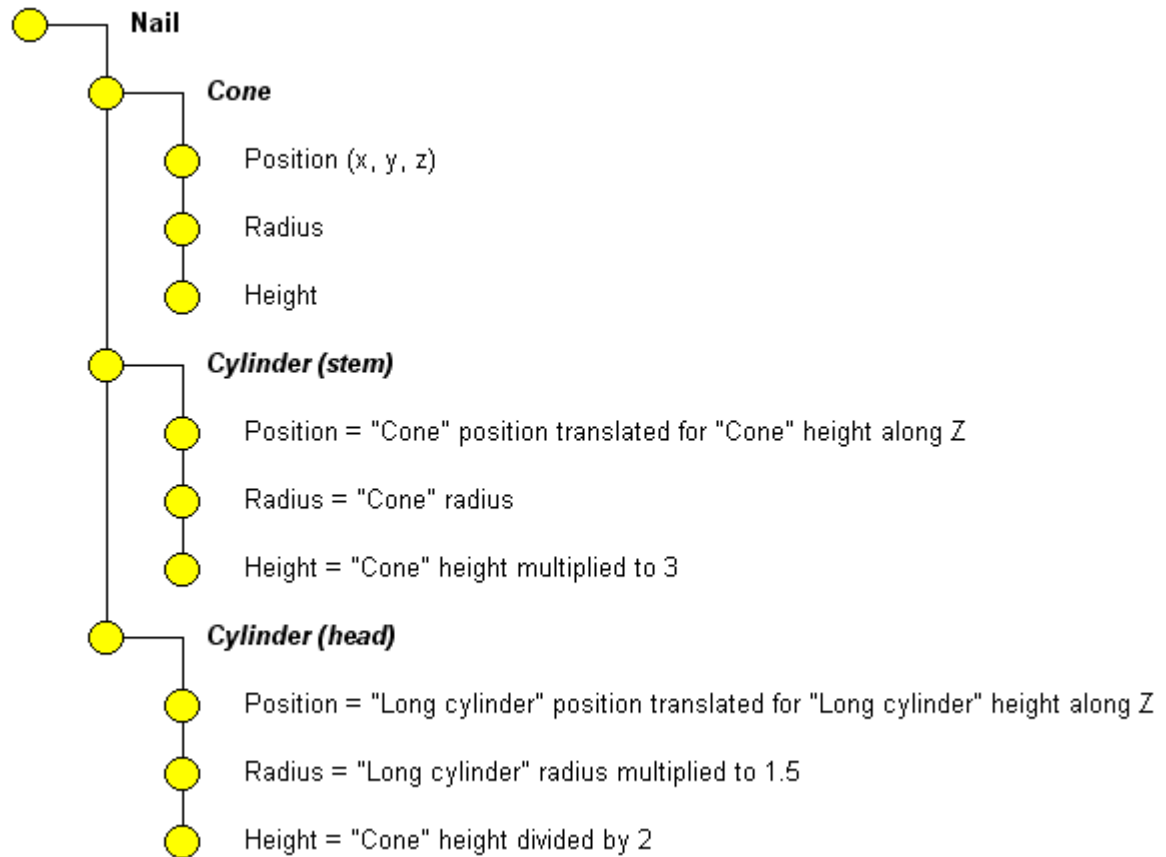 Nail
Cone
Position (x, y, z)
Radius
Height
Cylinder (stem)
Position = "Cone" position translated for "Cone" height along Z
Radius = "Cone" radius
Height = "Cone" height multiplied to 3
Cylinder (head)
Position = "Long cylinder" position translated for "Long cylinder" height along Z
Radius = "Long cylinder" radius multiplied to 1.5
Height = "Cone" height divided by 2